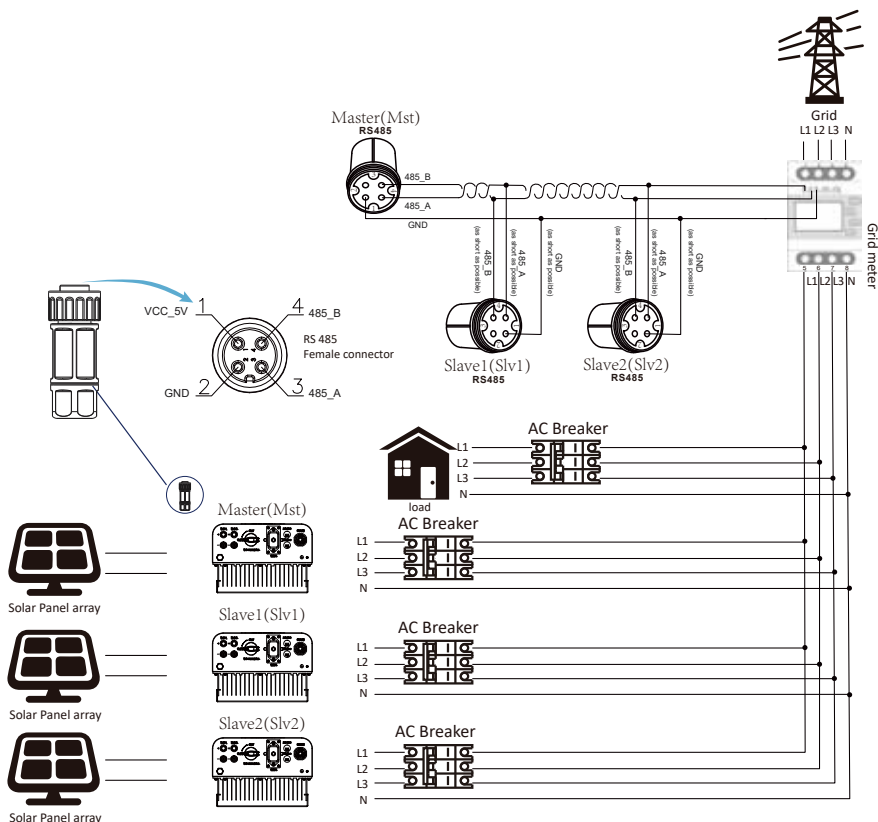 Grid
L1 L2 L3 N
Master(Mst)
RS485
485_B
485_A
GND
Grid meter
485_B
(as short as possible)
485_A
(as short as possible)
GND
(as short as possible)
485_B
(as short as possible)
485_A
(as short as possible)
GND
(as short as possible)
5 6 7 8
L1 L2 L3 N
VCC_5V 1
4 485_B
RS 485
Female connector
GND 2
3 485_A
Slave1(Slv1)
RS485
Slave2(Slv2)
RS485
AC Breaker
L1
L2
L3
N
load
Master(Mst)
AC Breaker
L1
L2
L3
N
Solar Panel array
Slave1(Slv1)
AC Breaker
L1
L2
L3
N
Solar Panel array
Slave2(Slv2)
AC Breaker
L1
L2
L3
N
Solar Panel array